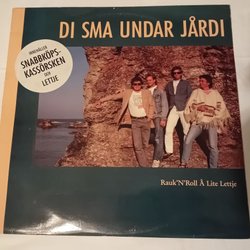 DI SMA UNDAR JÅRDI
INNEHÅLLER
SNABBKÖPS-
KASSÖRSKEN
OCH
LETTJE
Rauk'N'Roll Å Lite Lettje